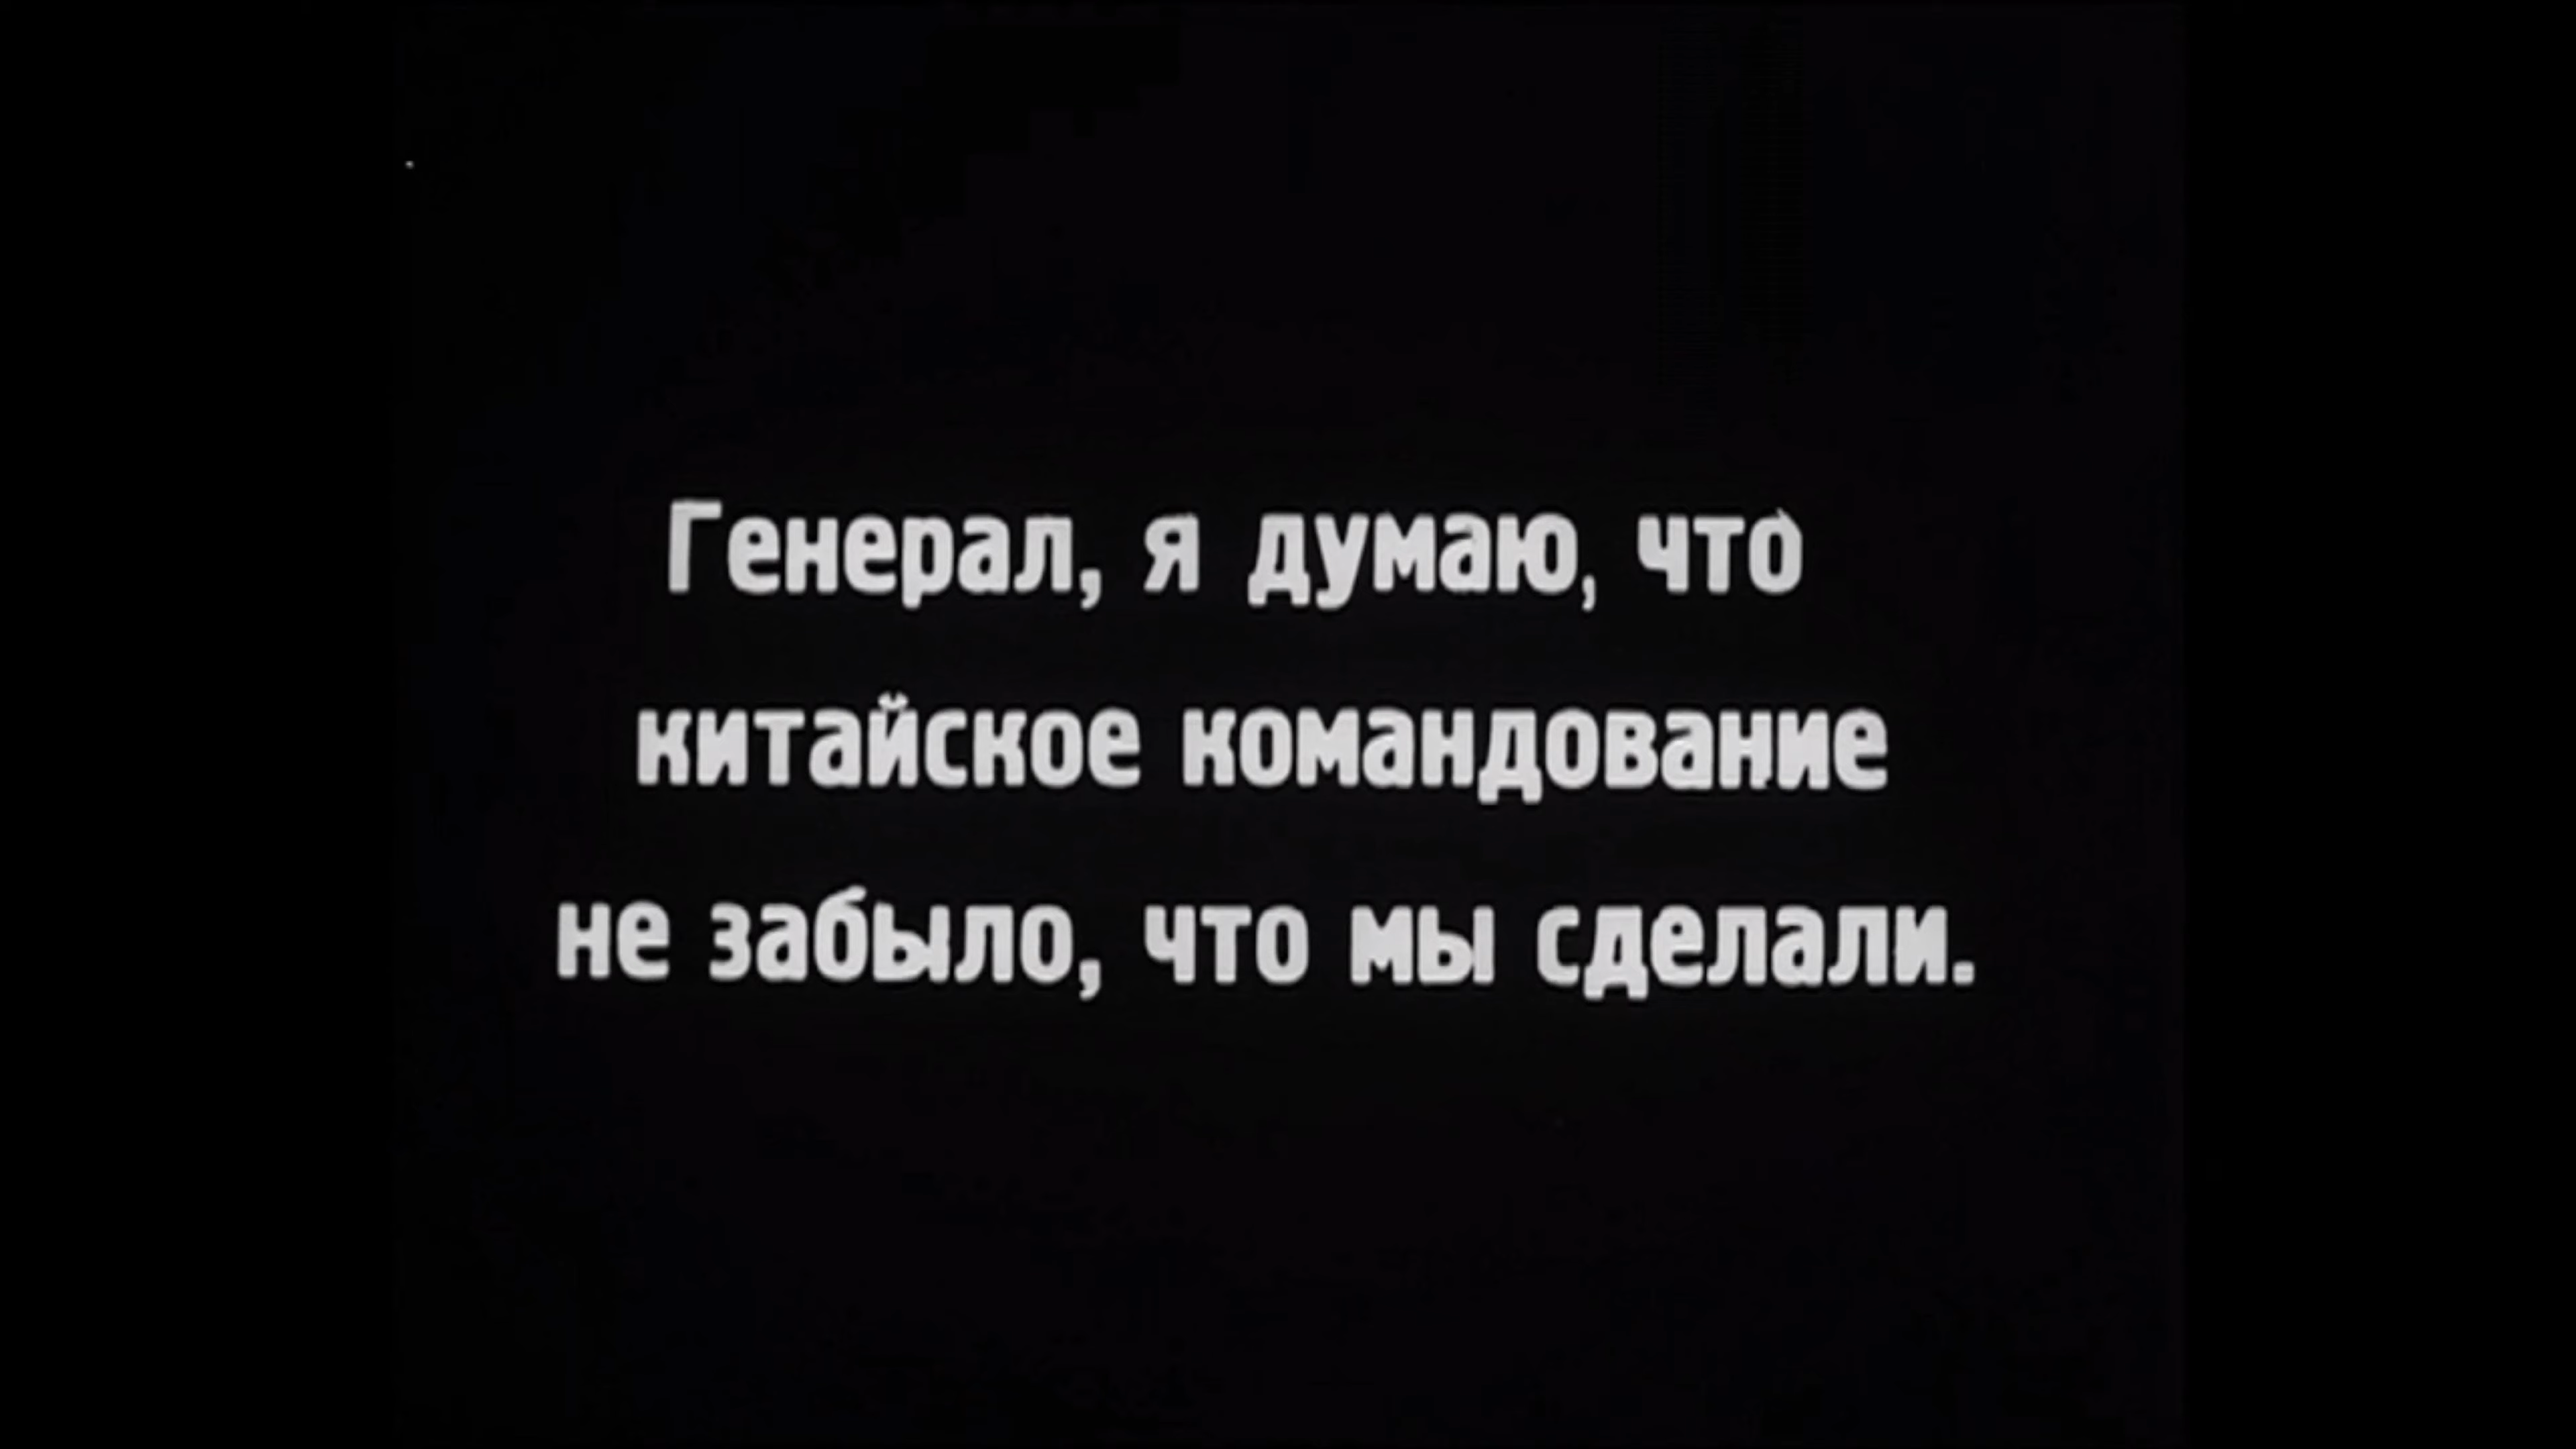 Генерал, я думаю, что
китайское командование
не забыло, что мы сделали.